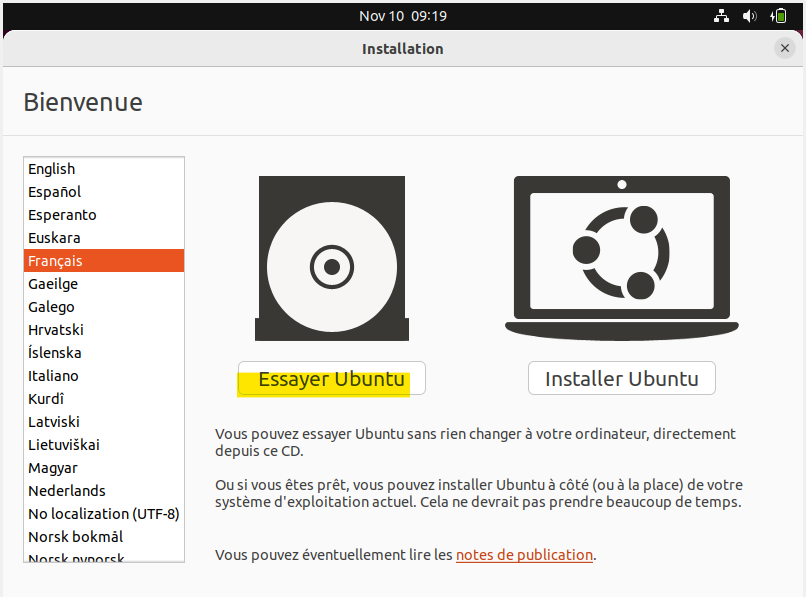 Nov 10 09:19
Installation
Bienvenue
English
Español
Esperanto
Euskara
Français
Gaeilge
Galego
Hrvatski
Íslenska
Italiano
Kurdî
Latviski
Lietuviškai
Magyar
Nederlands
No localization (UTF-8)
Norsk bokmål
Norsk nynorsk
Essayer Ubuntu
Installer Ubuntu
Vous pouvez essayer Ubuntu sans rien changer à votre ordinateur, directement
depuis ce CD.
Ou si vous êtes prêt, vous pouvez installer Ubuntu à côté (ou à la place) de votre
système d'exploitation actuel. Cela ne devrait pas prendre beaucoup de temps.
Vous pouvez éventuellement lire les notes de publication.